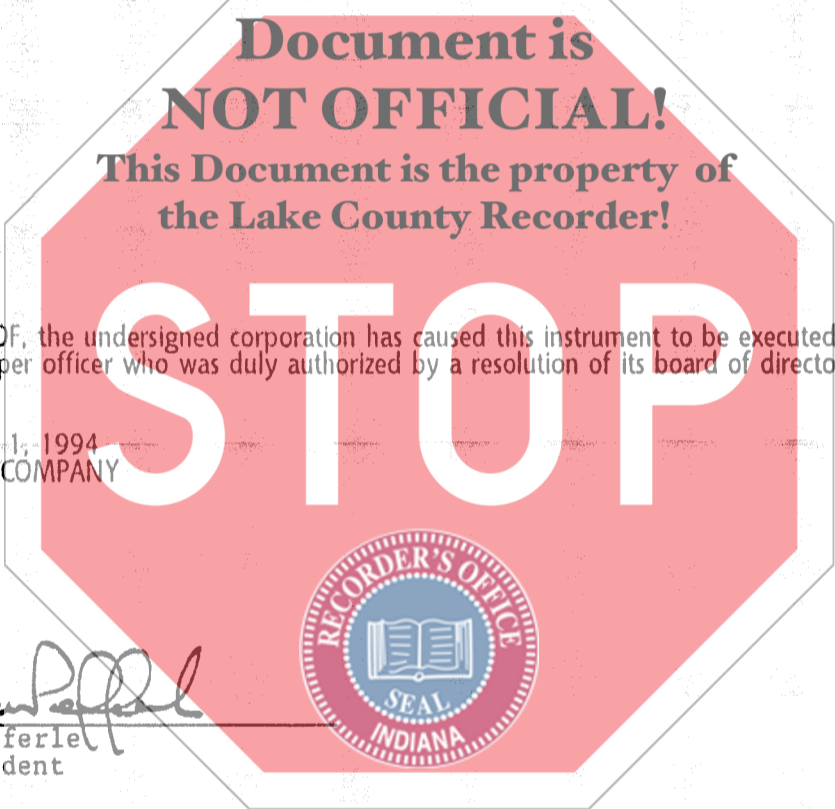 Document is
NOT OFFICIAL!
This Document is the property of
the Lake County Recorder!
OF, the undersigned corporation has caused this instrument to be executed
per officer who was duly authorized by a resolution of its board of directo
1, 1994
COMPANY
STOP
RECORDER'S OFFICE
SEAL
INDIANA
ferle
dent